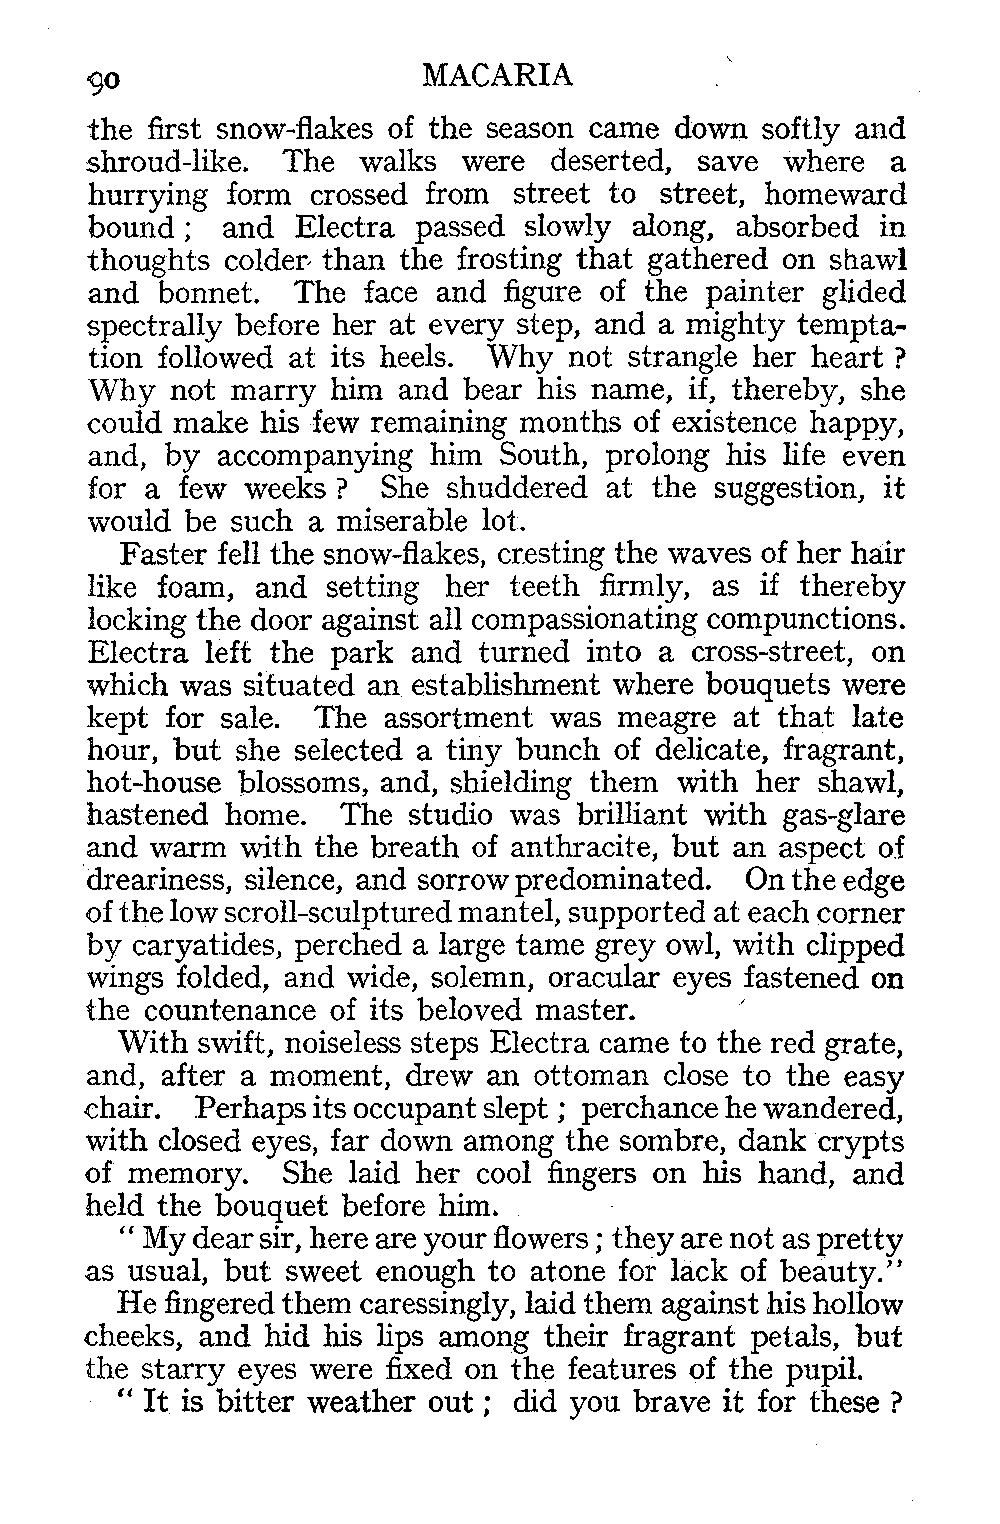 90 MACARIA
the first snow-flakes of the season came down softly and
shroud-like. The walks were deserted, save where a
hurrying form crossed from street to street, homeward
bound ; and Electra passed slowly along, absorbed in
thoughts colder than the frosting that gathered on shawl
and bonnet. The face and figure of the painter glided
spectrally before her at every step, and a mighty tempta-
tion followed at its heels. Why not strangle her heart ?
Why not marry him and bear his name, if, thereby, she
could make his few remaining months of existence happy,
and, by accompanying him South, prolong his life even
for a few weeks ? She shuddered at the suggestion, it
would be such a miserable lot.
Faster fell the snow-flakes, cresting the waves of her hair
like foam, and setting her teeth firmly, as if thereby
locking the door against all compassionating compunctions.
Electra left the park and turned into a cross-street, on
which was situated an establishment where bouquets were
kept for sale. The assortment was meagre at that late
hour, but she selected a tiny bunch of delicate, fragrant,
hot-house blossoms, and, shielding them with her shawl,
hastened home. The studio was brilliant with gas-glare
and warm with the breath of anthracite, but an aspect of
dreariness, silence, and sorrow predominated. On the edge
of the low scroll-sculptured mantel, supported at each corner
by caryatides, perched a large tame grey owl, with clipped
wings folded, and wide, solemn, oracular eyes fastened on
the countenance of its beloved master.
With swift, noiseless steps Electra came to the red grate,
and, after a moment, drew an ottoman close to the easy
chair. Perhaps its occupant slept ; perchance he wandered,
with closed eyes, far down among the sombre, dank crypts
of memory. She laid her cool fingers on his hand, and
held the bouquet before him.
“ My dear sir, here are your flowers ; they are not as pretty
as usual, but sweet enough to atone for lack of beauty.”
He fingered them caressingly, laid them against his hollow
cheeks, and hid his lips among their fragrant petals, but
the starry eyes were fixed on the features of the pupil.
“ It is bitter weather out ; did you brave it for these ?